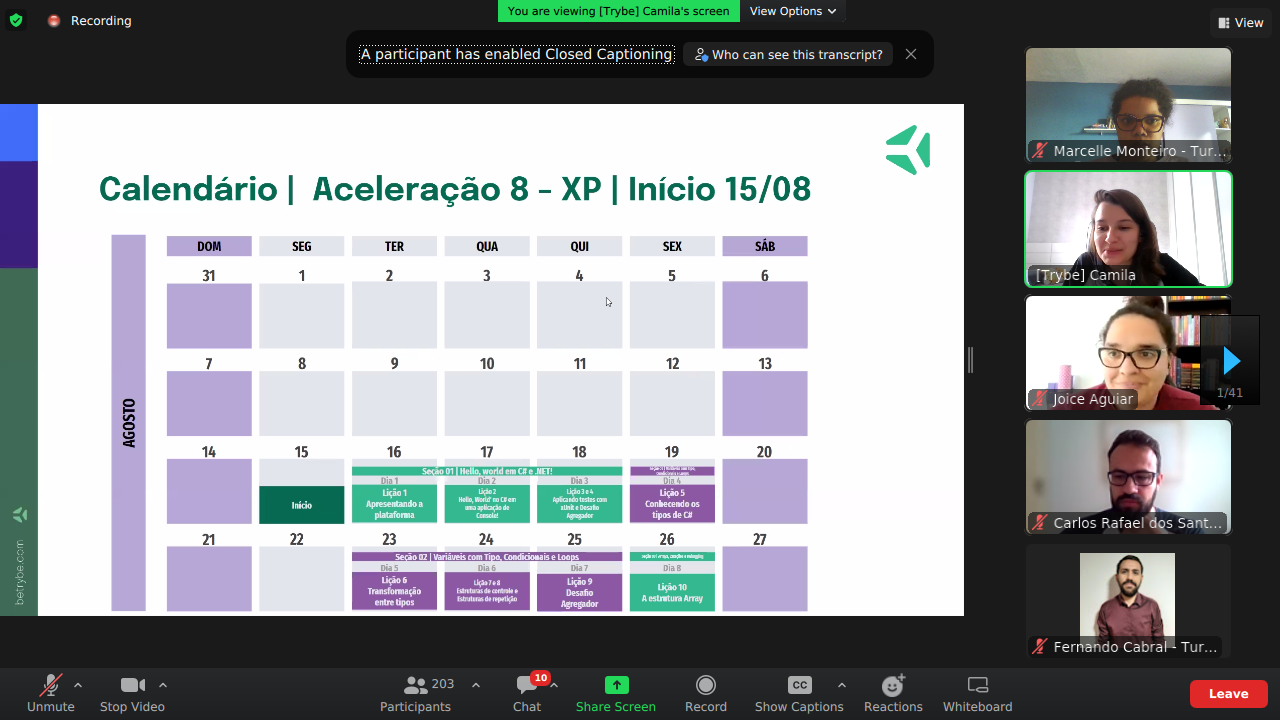 You are viewing [Trybe] Camila's screen
View Options
Recording
View
A participant has enabled Closed Captioning
Who can see this transcript?
Marcelle Monteiro - Tur...
[Trybe] Camila
Joice Aguiar
1/41
Carlos Rafael dos Sant...
Fernando Cabral - Tur...
Calendário | Aceleração 8 - XP | Início 15/08
AGOSTO
DOM SEG TER QUA QUI SEX SÁB
31 1 2 3 4 5 6
7 8 9 10 11 12 13
14 15 16 17 18 19 20
Seção 01 | Hello, world em C# e .NET!
Dia 1 Dia 2 Dia 3 Dia 4
Início
Lição 1
Apresentando a
plataforma
Lição 2
Hello, World' no C# em
uma aplicação de
Console!
Lição 3 e 4
Aplicando testes com
xUnit e Desafio
Agregador
Lição 5
Conhecendo os
tipos de C#
21 22 23 24 25 26 27
Seção 02 | Variáveis com Tipo, Condicionais e Loops
Dia 5 Dia 6 Dia 7 Dia 8
Lição 6
Transformação
entre tipos
Lição 7 e 8
Estruturas de controle e
Estruturas de repetição
Lição 9
Desafio
Agregador
Lição 10
A estrutura Array
betrybe.com
Unmute
Stop Video
203
Participants
10
Chat
Share Screen
Record
CC
Show Captions
Reactions
Whiteboard
Leave